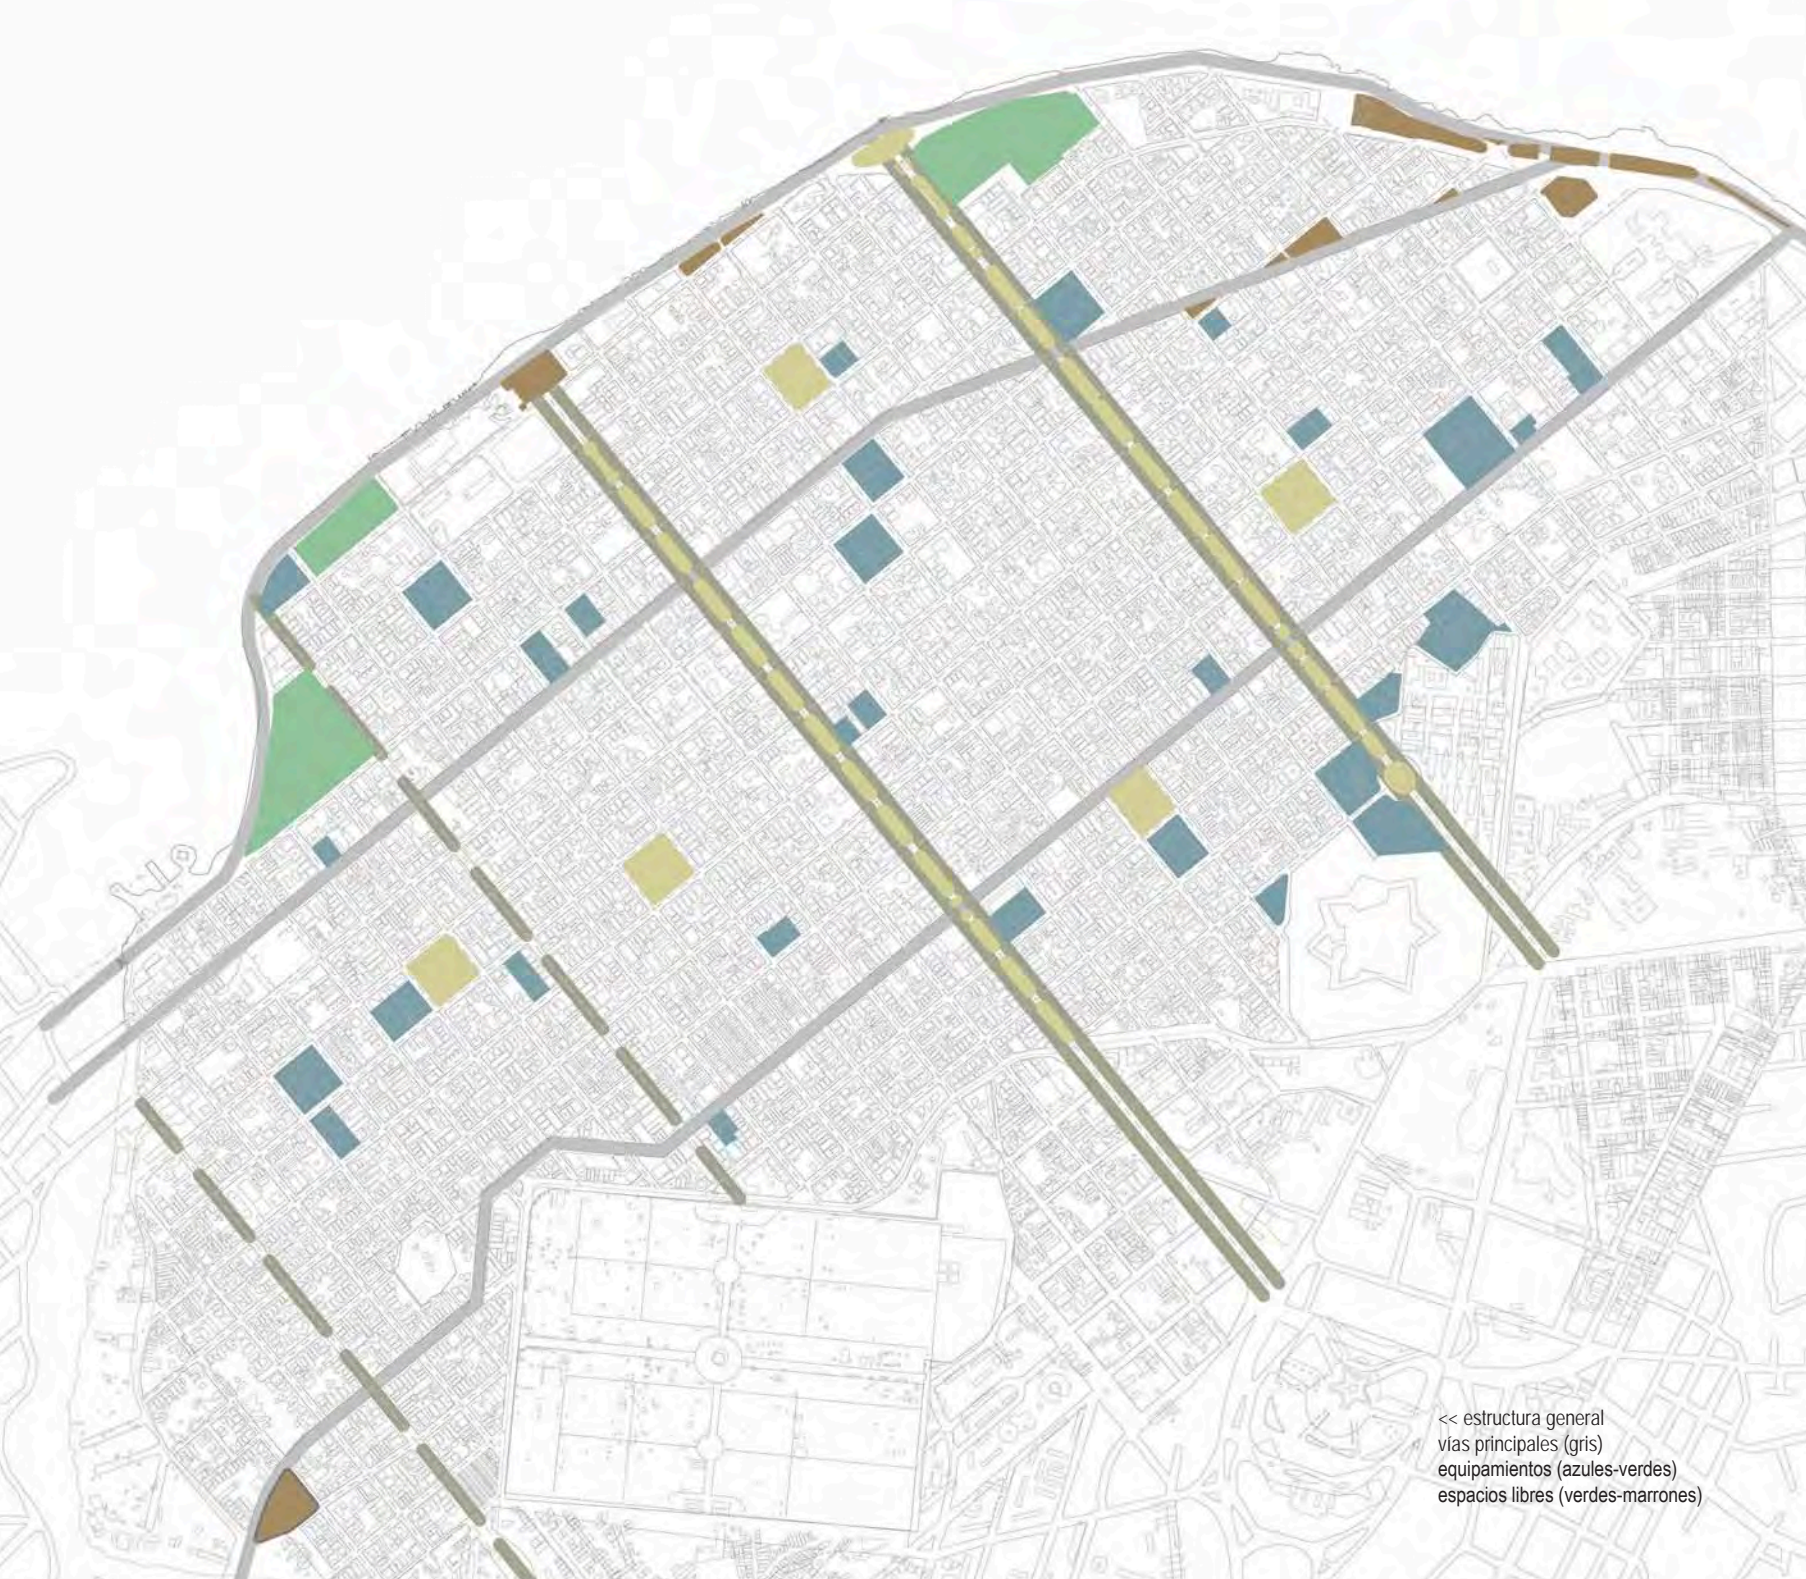 << estructura general
vías principales (gris)
equipamientos (azules-verdes)
espacios libres (verdes-marrones)